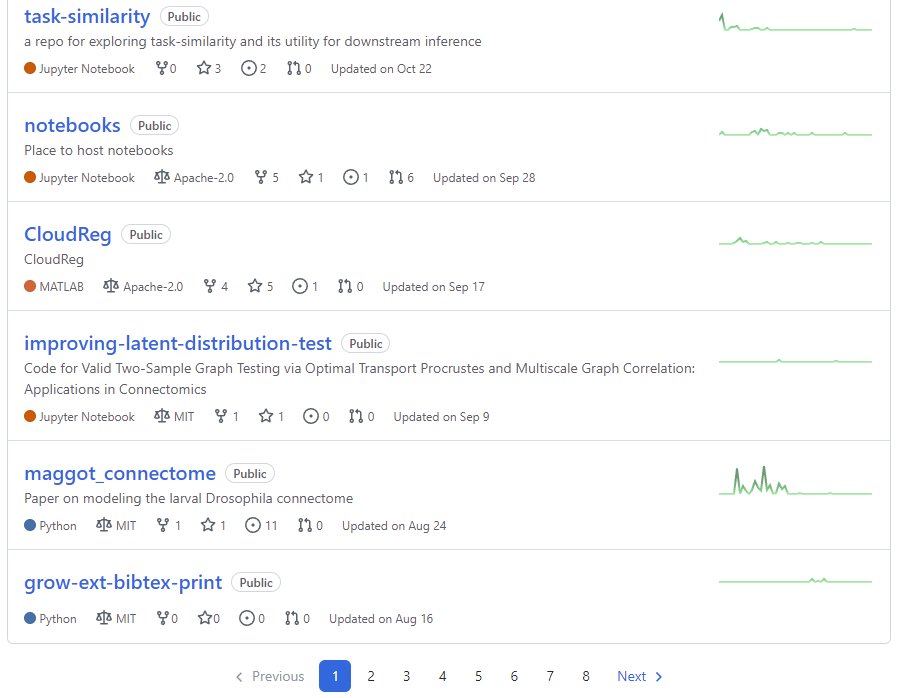 task-similarity Public
a repo for exploring task-similarity and its utility for downstream inference
Jupyter Notebook 0 3 2 0 Updated on Oct 22
notebooks Public
Place to host notebooks
Jupyter Notebook Apache-2.0 5 1 1 6 Updated on Sep 28
CloudReg Public
CloudReg
MATLAB Apache-2.0 4 5 1 0 Updated on Sep 17
improving-latent-distribution-test Public
Code for Valid Two-Sample Graph Testing via Optimal Transport Procrustes and Multiscale Graph Correlation:
Applications in Connectomics
Jupyter Notebook MIT 1 1 0 0 Updated on Sep 9
maggot_connectome Public
Paper on modeling the larval Drosophila connectome
Python MIT 1 1 11 0 Updated on Aug 24
grow-ext-bibtex-print Public
Python MIT 0 0 0 0 Updated on Aug 16
Previous 1 2 3 4 5 6 7 8 Next